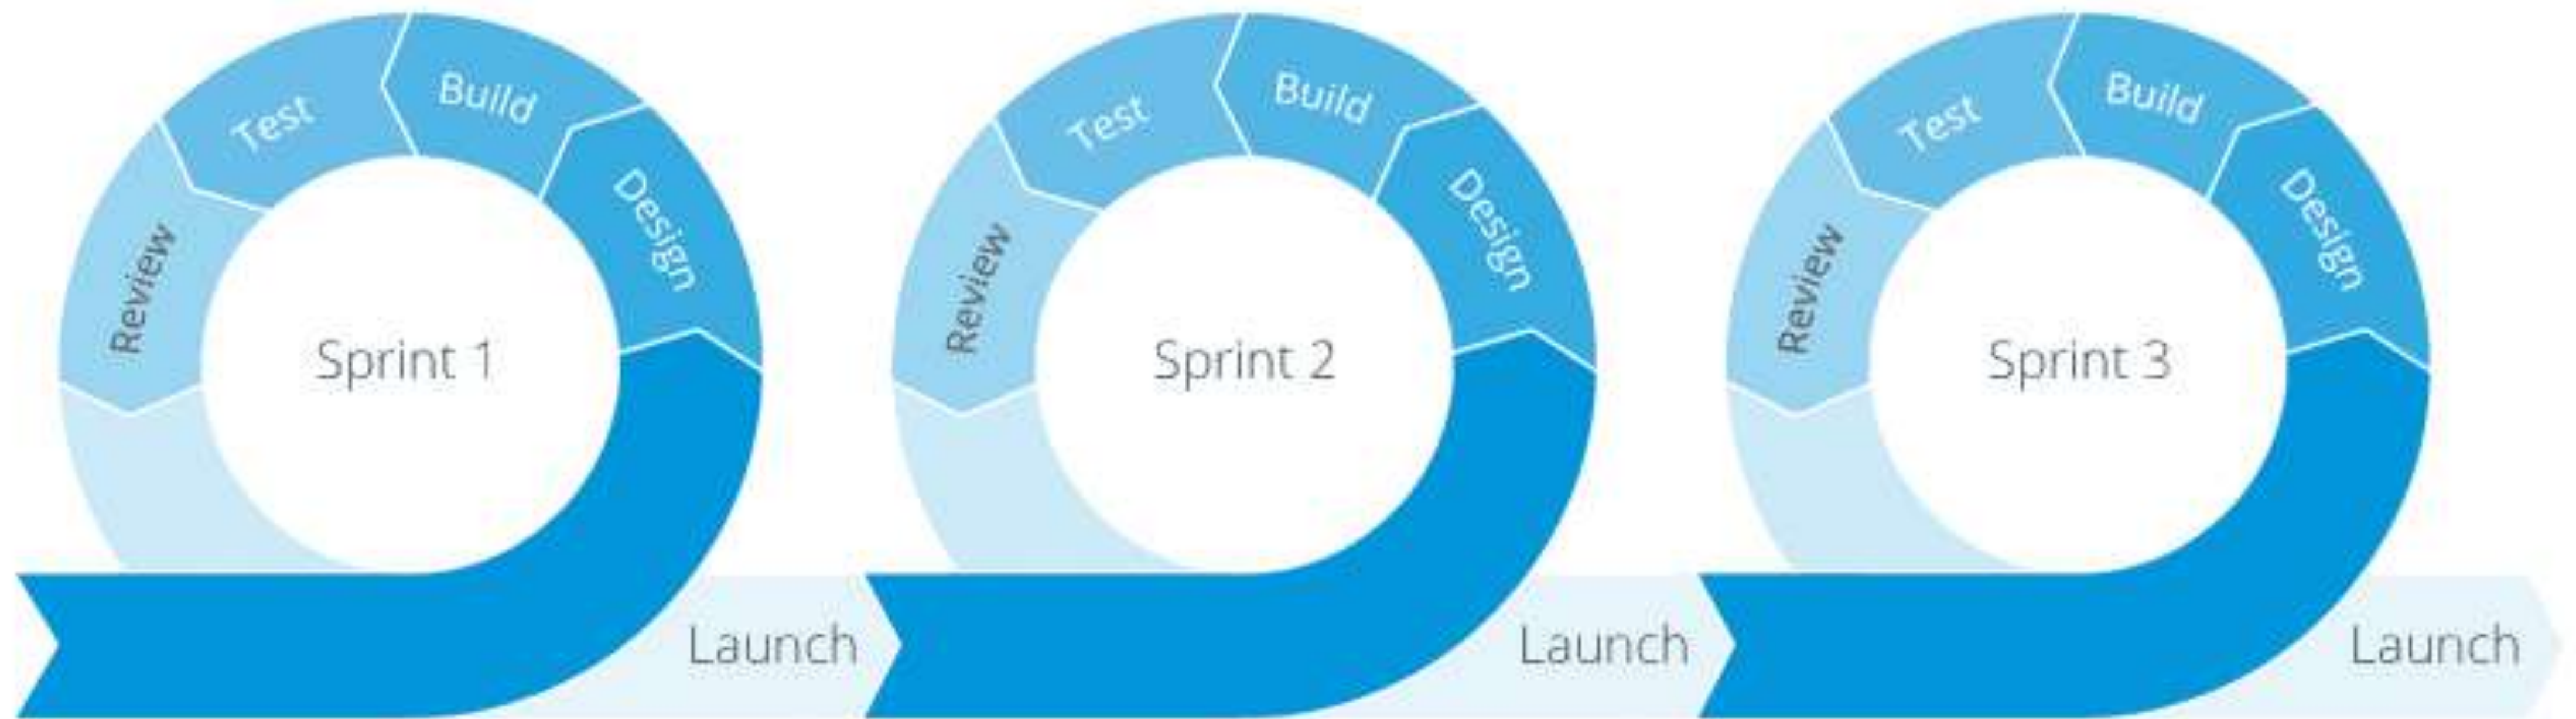 Test
Build
Design
Review
Sprint 1
Launch
Test
Build
Design
Review
Sprint 2
Launch
Test
Build
Design
Review
Sprint 3
Launch